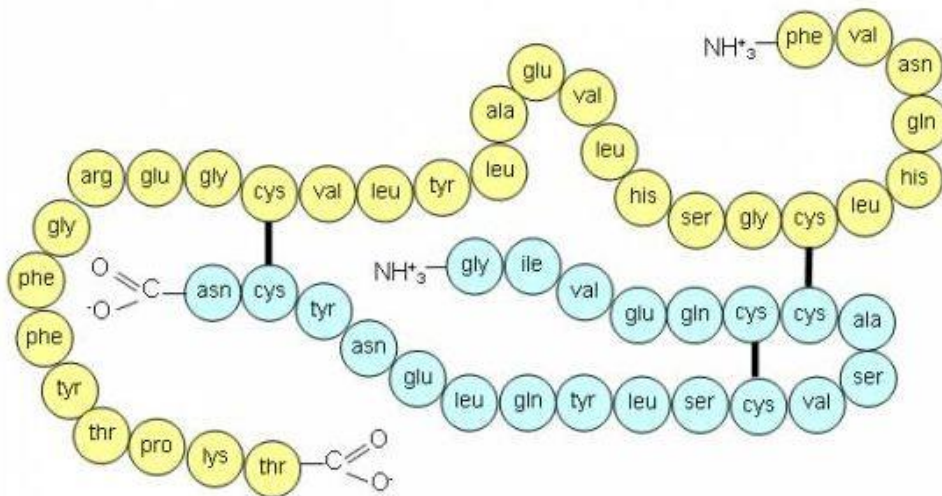 NH⁺₃ phe val asn gln his leu cys gly ser his leu val glu ala leu tyr leu val cys gly glu arg gly phe phe tyr thr pro lys thr C O O-
NH⁺₃ gly ile val glu gln cys cys ala ser val cys ser leu tyr gln leu glu asn tyr cys asn C O -O